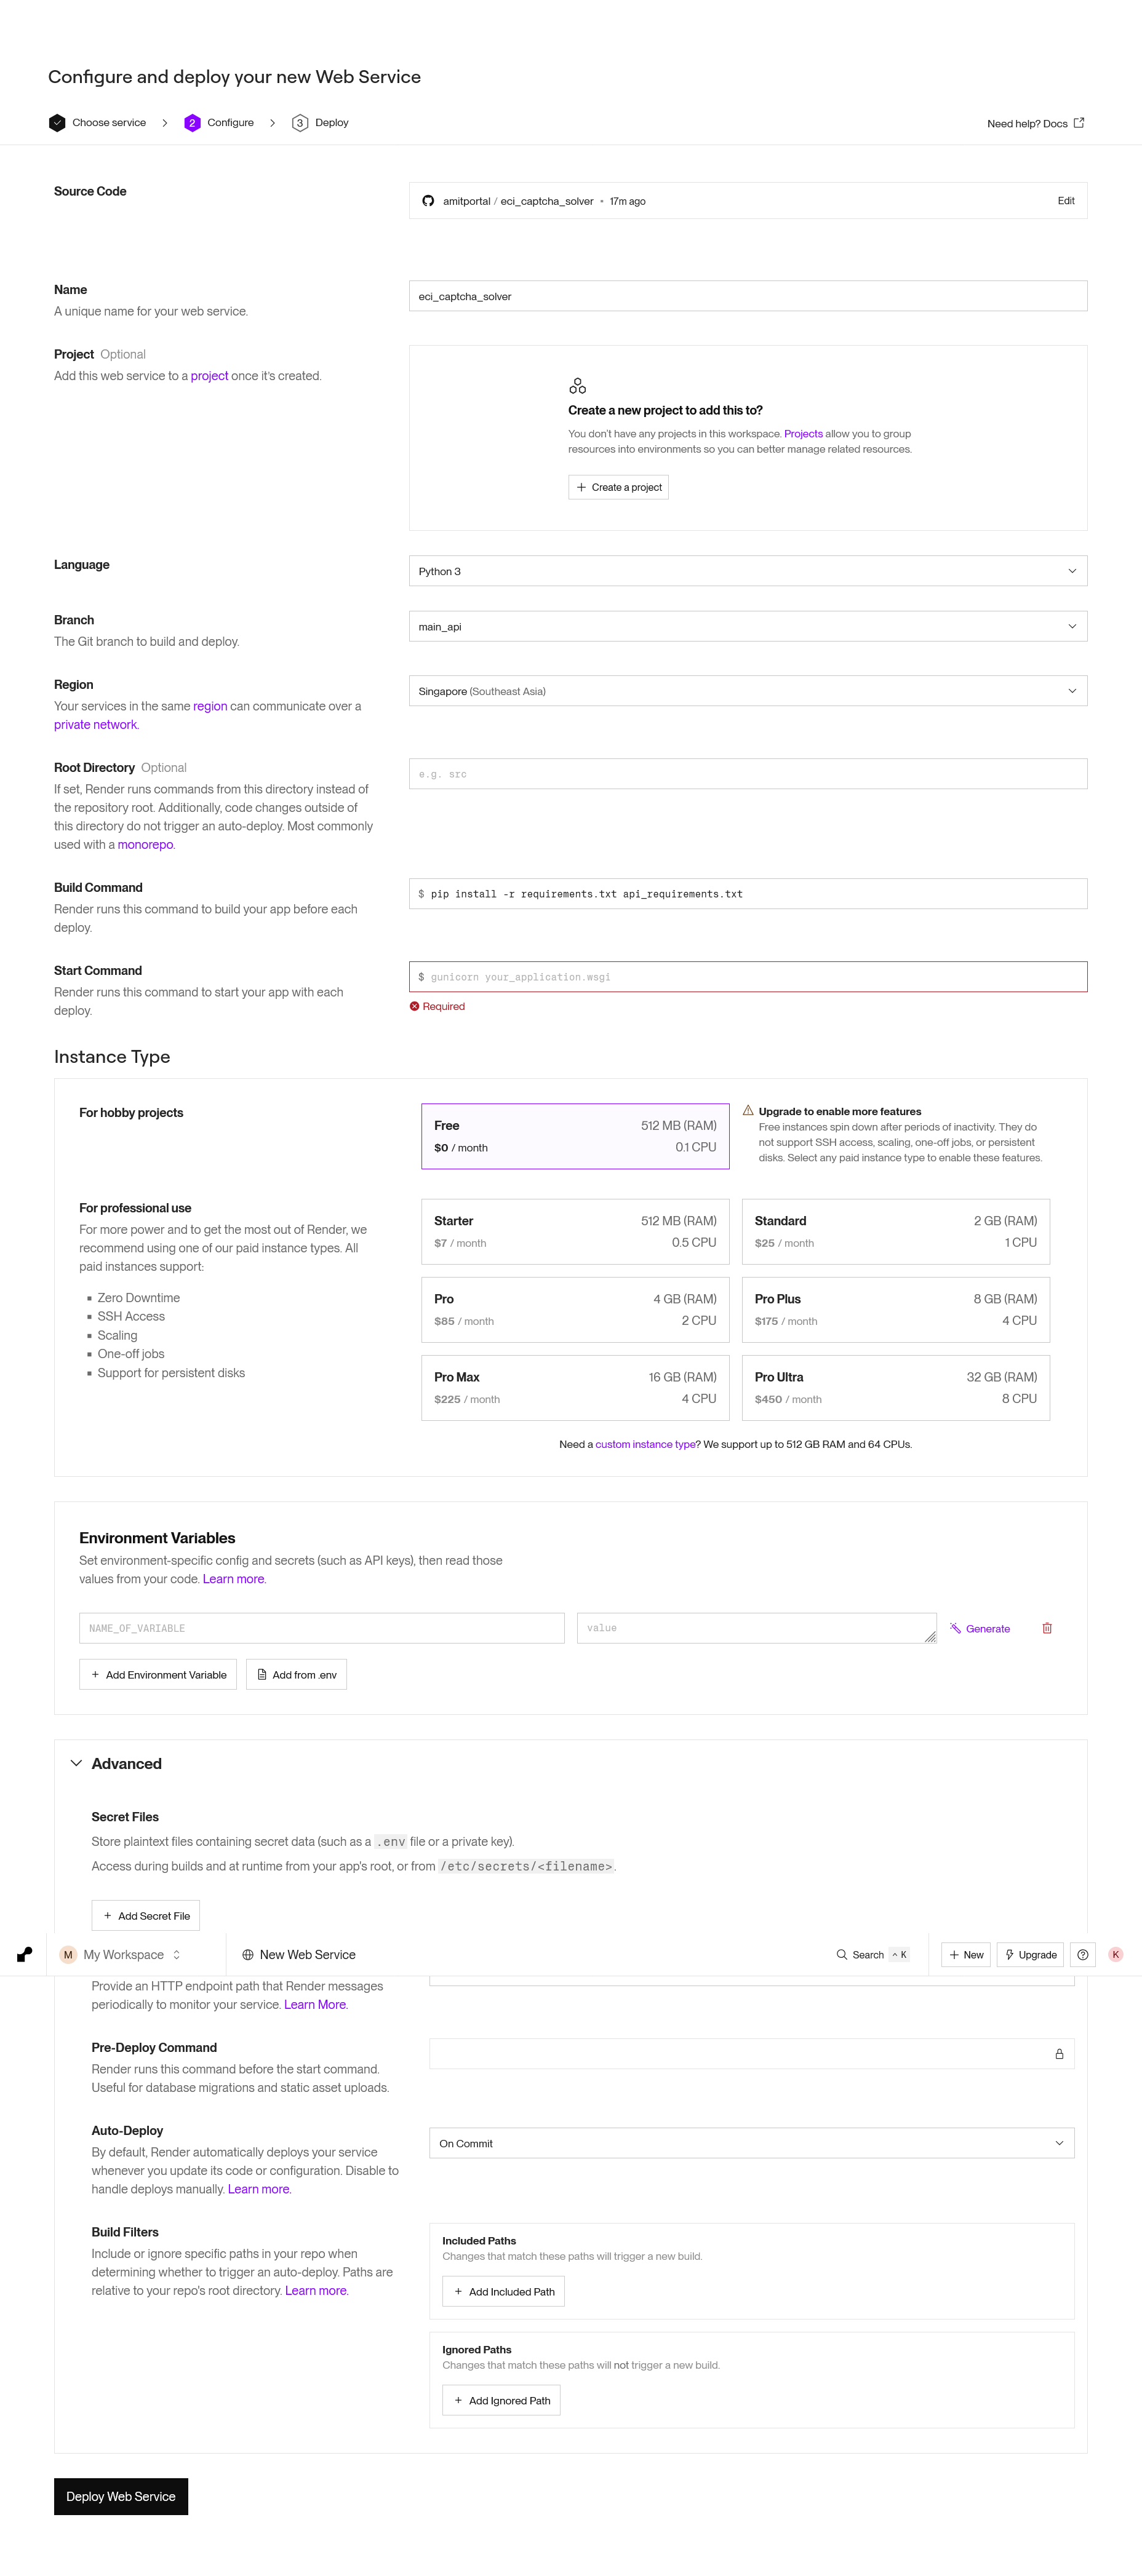 Configure and deploy your new Web Service
Choose service
2 Configure
3 Deploy
Need help? Docs
Source Code
amitportal / eci_captcha_solver • 17m ago
Edit
Name
A unique name for your web service.
eci_captcha_solver
Project Optional
Add this web service to a project once it's created.
Create a new project to add this to?
You don't have any projects in this workspace. Projects allow you to group
resources into environments so you can better manage related resources.
+ Create a project
Language
Python 3
Branch
The Git branch to build and deploy.
main_api
Region
Your services in the same region can communicate over a
private network.
Singapore (Southeast Asia)
Root Directory Optional
If set, Render runs commands from this directory instead of
the repository root. Additionally, code changes outside of
this directory do not trigger an auto-deploy. Most commonly
used with a monorepo.
e.g. src
Build Command
Render runs this command to build your app before each
deploy.
$ pip install -r requirements.txt api_requirements.txt
Start Command
Render runs this command to start your app with each
deploy.
$ gunicorn your_application.wsgi
Required
Instance Type
For hobby projects
Free 512 MB (RAM)
$0 / month 0.1 CPU
Upgrade to enable more features
Free instances spin down after periods of inactivity. They do
not support SSH access, scaling, one-off jobs, or persistent
disks. Select any paid instance type to enable these features.
For professional use
For more power and to get the most out of Render, we
recommend using one of our paid instance types. All
paid instances support:
▪ Zero Downtime
▪ SSH Access
▪ Scaling
▪ One-off jobs
▪ Support for persistent disks
Starter 512 MB (RAM)
$7 / month 0.5 CPU
Standard 2 GB (RAM)
$25 / month 1 CPU
Pro 4 GB (RAM)
$85 / month 2 CPU
Pro Plus 8 GB (RAM)
$175 / month 4 CPU
Pro Max 16 GB (RAM)
$225 / month 4 CPU
Pro Ultra 32 GB (RAM)
$450 / month 8 CPU
Need a custom instance type? We support up to 512 GB RAM and 64 CPUs.
Environment Variables
Set environment-specific config and secrets (such as API keys), then read those
values from your code. Learn more.
NAME_OF_VARIABLE
value
Generate
+ Add Environment Variable
Add from .env
Advanced
Secret Files
Store plaintext files containing secret data (such as a .env file or a private key).
Access during builds and at runtime from your app's root, or from /etc/secrets/<filename>.
+ Add Secret File
M My Workspace
New Web Service
Search ^ K
+ New
Upgrade
K
Provide an HTTP endpoint path that Render messages
periodically to monitor your service. Learn More.
Pre-Deploy Command
Render runs this command before the start command.
Useful for database migrations and static asset uploads.
Auto-Deploy
By default, Render automatically deploys your service
whenever you update its code or configuration. Disable to
handle deploys manually. Learn more.
On Commit
Build Filters
Include or ignore specific paths in your repo when
determining whether to trigger an auto-deploy. Paths are
relative to your repo's root directory. Learn more.
Included Paths
Changes that match these paths will trigger a new build.
+ Add Included Path
Ignored Paths
Changes that match these paths will not trigger a new build.
+ Add Ignored Path
Deploy Web Service